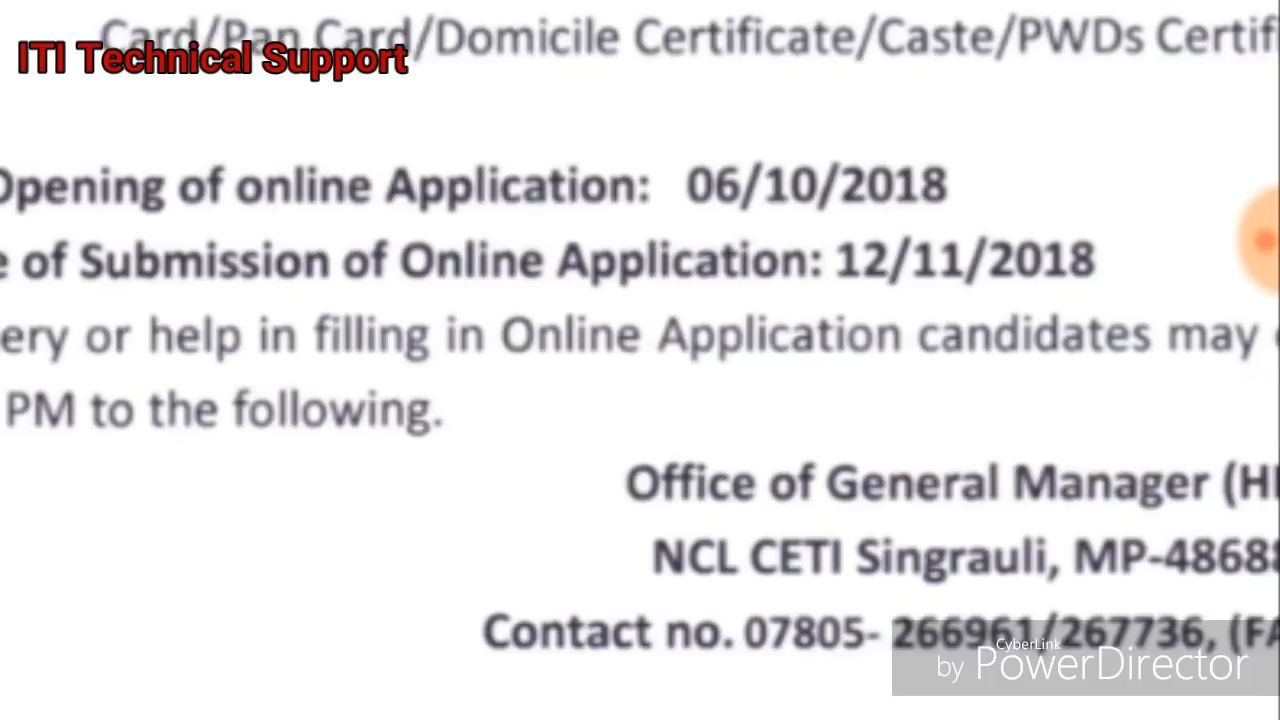 Card/Pan Card/Domicile Certificate/Caste/PWDs Certif
ITI Technical Support
Opening of online Application: 06/10/2018
e of Submission of Online Application: 12/11/2018
ery or help in filling in Online Application candidates may
PM to the following.
Office of General Manager (H
NCL CETI Singrauli, MP-4868
Contact no. 07805- 266961/267736, (FA
CyberLink
by PowerDirector